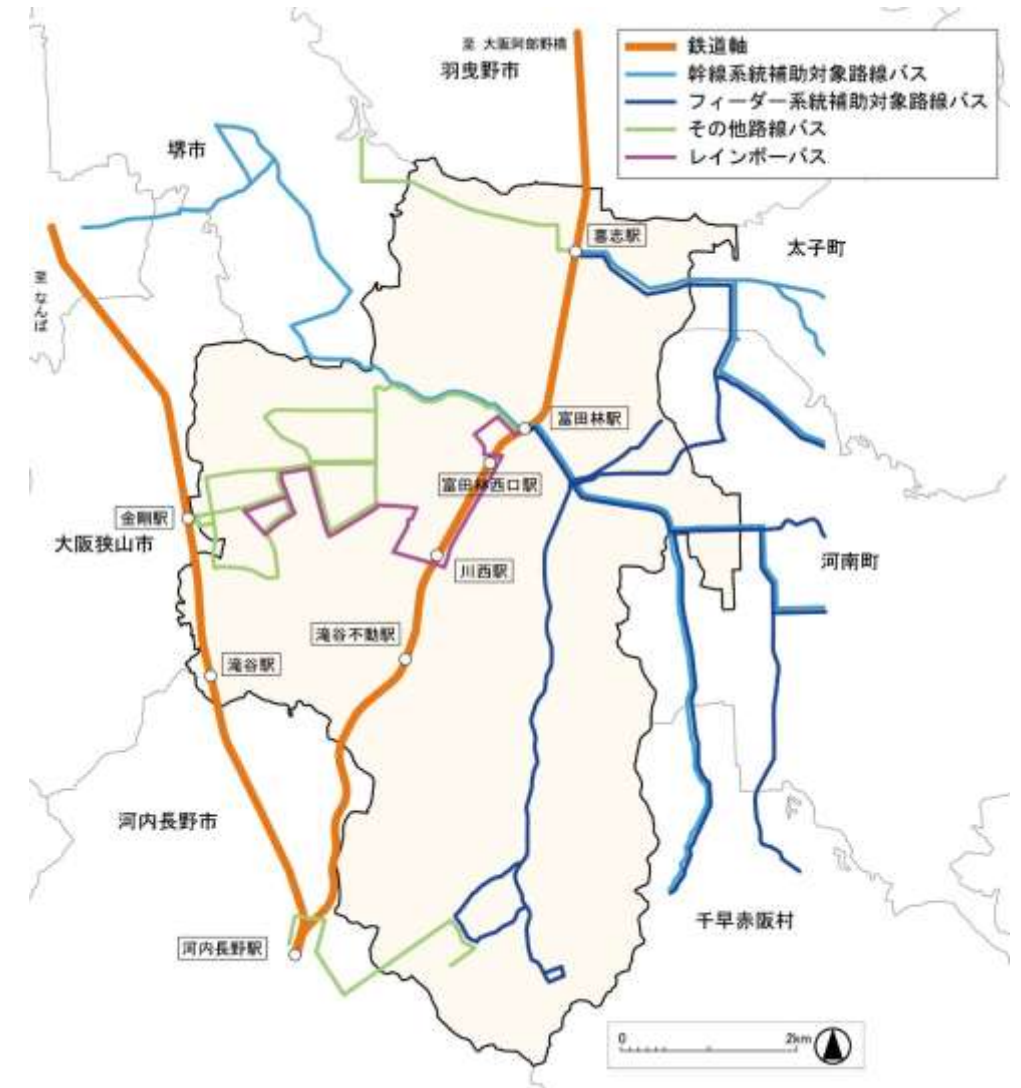 至 大阪阿部野橋
羽曳野市
鉄道軸
幹線系統補助対象路線バス
フィーダー系統補助対象路線バス
その他路線バス
レインボーバス
堺市
喜志駅
太子町
至 なんば
富田林駅
富田林西口駅
金剛駅
大阪狭山市
川西駅
河南町
滝谷不動駅
滝谷駅
河内長野市
千早赤阪村
河内長野駅
0 2km